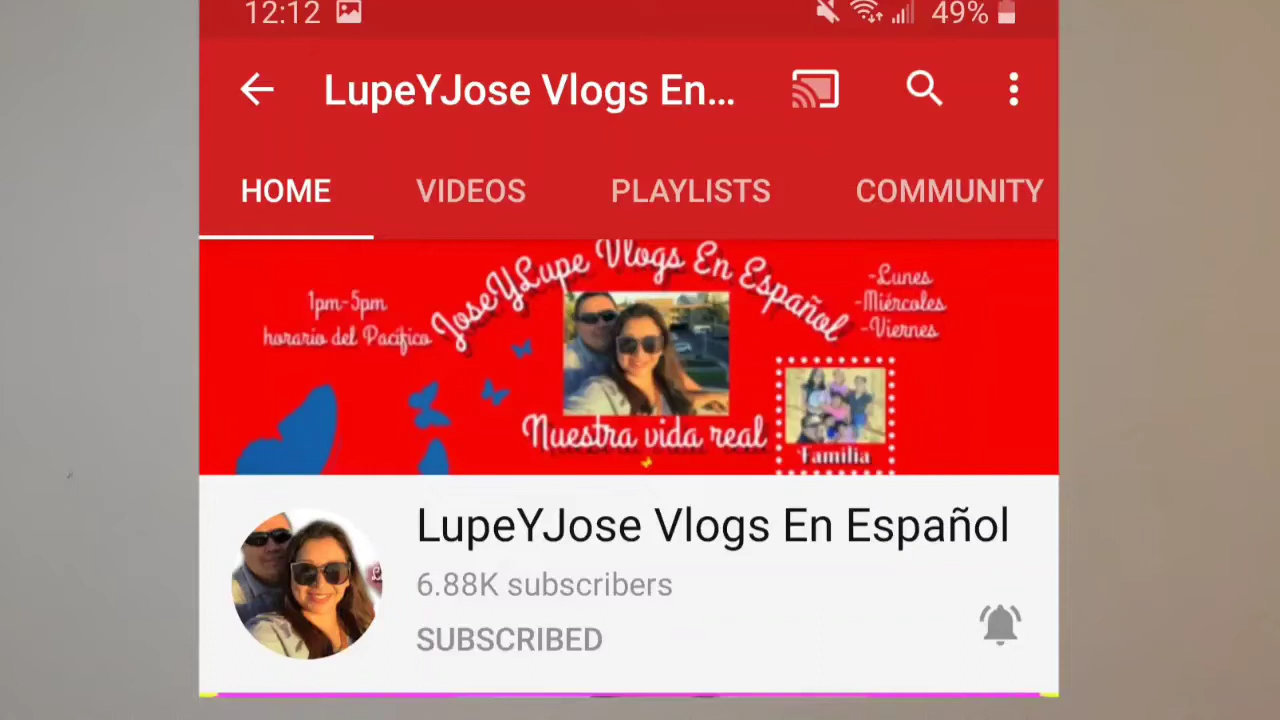 12:12 49%
LupeYJose Vlogs En...
HOME VIDEOS PLAYLISTS COMMUNITY
JoseYLupe Vlogs En Español
1pm-5pm
horario del Pacífico
-Lunes
-Miércoles
-Viernes
Nuestra vida real
Familia
LupeYJose Vlogs En Español
6.88K subscribers
SUBSCRIBED